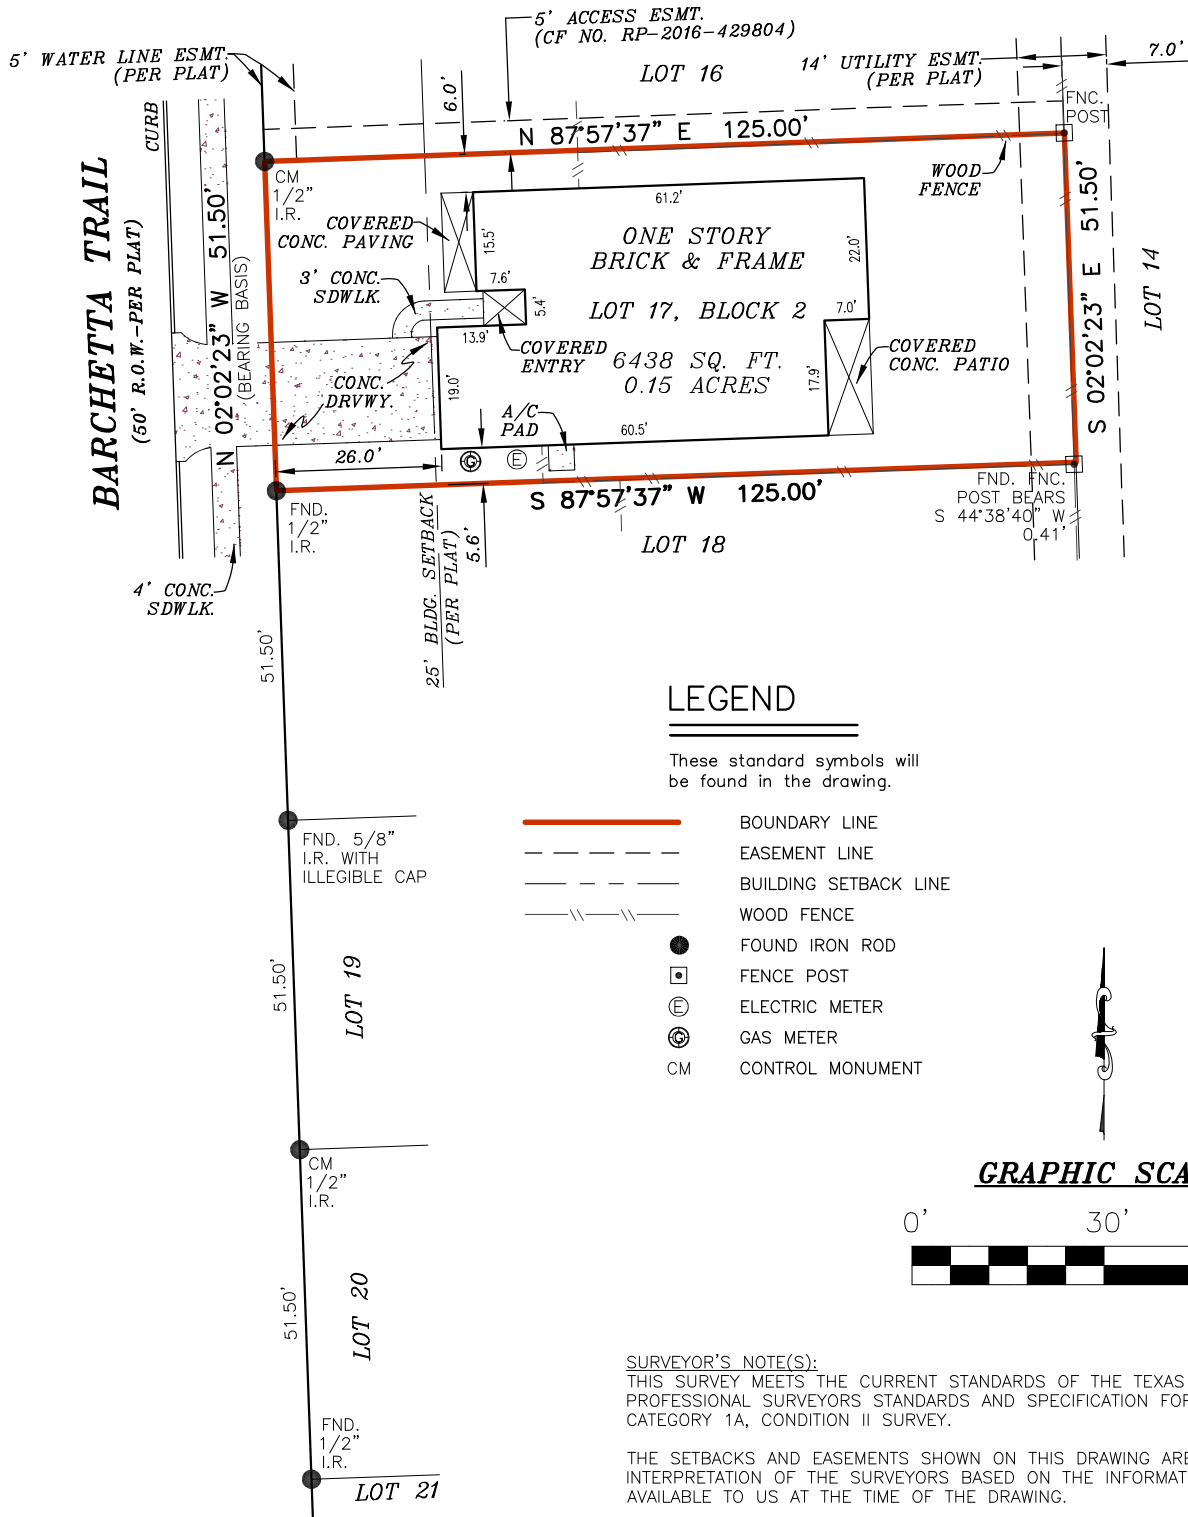 5' WATER LINE ESMT.
(PER PLAT)
5' ACCESS ESMT.
(CF NO. RP-2016-429804)
LOT 16
14' UTILITY ESMT.
(PER PLAT)
7.0'
CURB
6.0'
N 87°57'37" E 125.00'
FNC.
POST
WOOD
FENCE
BARCHETTA TRAIL
(50' R.O.W.-PER PLAT)
N 02°02'23" W 51.50'
(BEARING BASIS)
CM
1/2"
I.R.
COVERED
CONC. PAVING
3' CONC.
SDWLK.
15.5'
7.6'
5.4'
13.9'
61.2'
ONE STORY
BRICK & FRAME
LOT 17, BLOCK 2
6438 SQ. FT.
0.15 ACRES
22.0'
7.0'
17.9'
COVERED
CONC. PATIO
COVERED
ENTRY
S 02°02'23" E 51.50'
LOT 14
CONC.
DRVWY.
19.0'
A/C
PAD
60.5'
26.0'
G
E
S 87°57'37" W 125.00'
FND. FNC.
POST BEARS
S 44°38'40" W
0.41'
FND.
1/2"
I.R.
25' BLDG. SETBACK
(PER PLAT)
5.6'
LOT 18
4' CONC.
SDWLK.
51.50'
LEGEND
These standard symbols will
be found in the drawing.
BOUNDARY LINE
EASEMENT LINE
BUILDING SETBACK LINE
WOOD FENCE
FOUND IRON ROD
FENCE POST
E ELECTRIC METER
G GAS METER
CM CONTROL MONUMENT
FND. 5/8"
I.R. WITH
ILLEGIBLE CAP
51.50'
LOT 19
CM
1/2"
I.R.
51.50'
LOT 20
FND.
1/2"
I.R.
LOT 21
GRAPHIC SCA
0' 30'
SURVEYOR'S NOTE(S):
THIS SURVEY MEETS THE CURRENT STANDARDS OF THE TEXAS
PROFESSIONAL SURVEYORS STANDARDS AND SPECIFICATION FOR
CATEGORY 1A, CONDITION II SURVEY.
THE SETBACKS AND EASEMENTS SHOWN ON THIS DRAWING ARE
INTERPRETATION OF THE SURVEYORS BASED ON THE INFORMAT
AVAILABLE TO US AT THE TIME OF THE DRAWING.